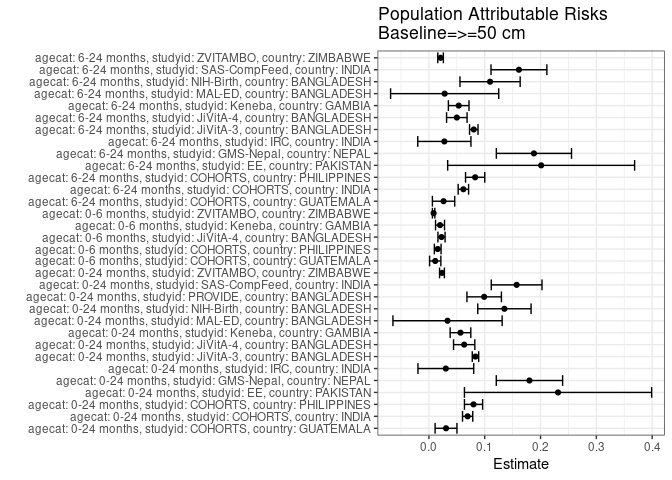 Population Attributable Risks
Baseline=>=50 cm
agecat: 6-24 months, studyid: ZVITAMBO, country: ZIMBABWE
agecat: 6-24 months, studyid: SAS-CompFeed, country: INDIA
agecat: 6-24 months, studyid: NIH-Birth, country: BANGLADESH
agecat: 6-24 months, studyid: MAL-ED, country: BANGLADESH
agecat: 6-24 months, studyid: Keneba, country: GAMBIA
agecat: 6-24 months, studyid: JiVitA-4, country: BANGLADESH
agecat: 6-24 months, studyid: JiVitA-3, country: BANGLADESH
agecat: 6-24 months, studyid: IRC, country: INDIA
agecat: 6-24 months, studyid: GMS-Nepal, country: NEPAL
agecat: 6-24 months, studyid: EE, country: PAKISTAN
agecat: 6-24 months, studyid: COHORTS, country: PHILIPPINES
agecat: 6-24 months, studyid: COHORTS, country: INDIA
agecat: 6-24 months, studyid: COHORTS, country: GUATEMALA
agecat: 0-6 months, studyid: ZVITAMBO, country: ZIMBABWE
agecat: 0-6 months, studyid: Keneba, country: GAMBIA
agecat: 0-6 months, studyid: JiVitA-4, country: BANGLADESH
agecat: 0-6 months, studyid: COHORTS, country: PHILIPPINES
agecat: 0-6 months, studyid: COHORTS, country: GUATEMALA
agecat: 0-24 months, studyid: ZVITAMBO, country: ZIMBABWE
agecat: 0-24 months, studyid: SAS-CompFeed, country: INDIA
agecat: 0-24 months, studyid: PROVIDE, country: BANGLADESH
agecat: 0-24 months, studyid: NIH-Birth, country: BANGLADESH
agecat: 0-24 months, studyid: MAL-ED, country: BANGLADESH
agecat: 0-24 months, studyid: Keneba, country: GAMBIA
agecat: 0-24 months, studyid: JiVitA-4, country: BANGLADESH
agecat: 0-24 months, studyid: JiVitA-3, country: BANGLADESH
agecat: 0-24 months, studyid: IRC, country: INDIA
agecat: 0-24 months, studyid: GMS-Nepal, country: NEPAL
agecat: 0-24 months, studyid: EE, country: PAKISTAN
agecat: 0-24 months, studyid: COHORTS, country: PHILIPPINES
agecat: 0-24 months, studyid: COHORTS, country: INDIA
agecat: 0-24 months, studyid: COHORTS, country: GUATEMALA
0.0 0.1 0.2 0.3 0.4
Estimate